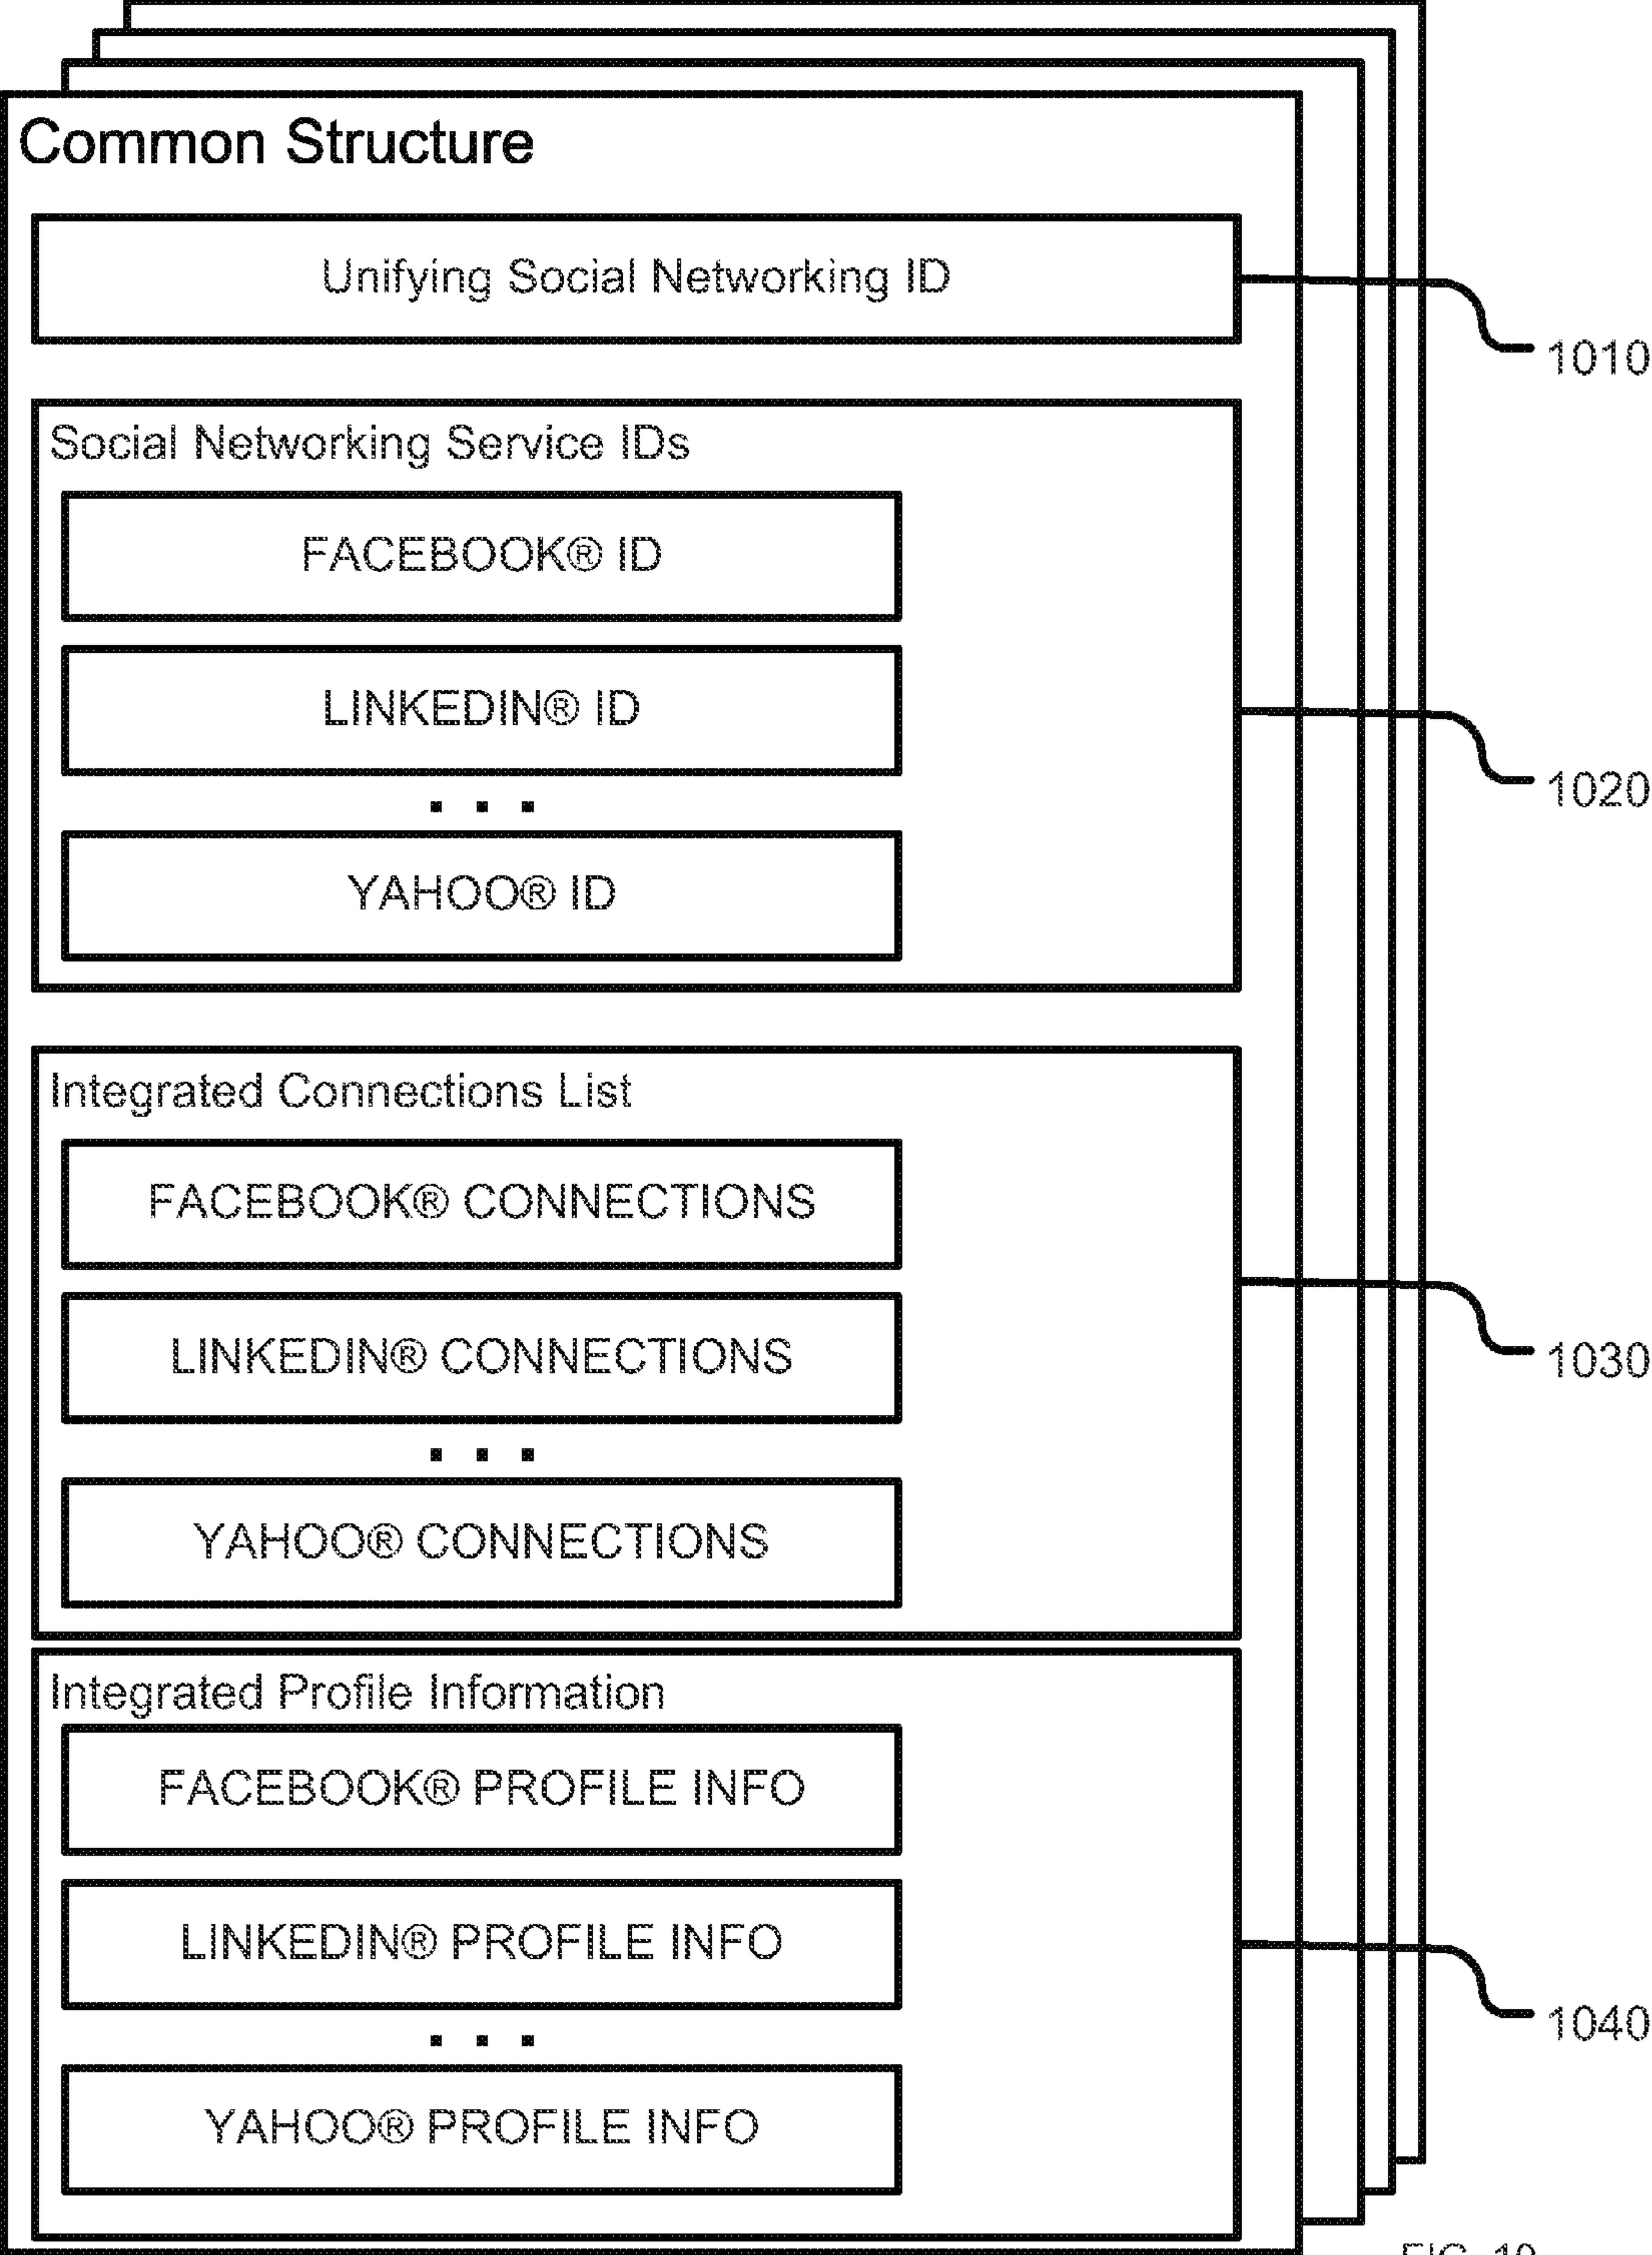 Common Structure
Unifying Social Networking ID
1010
Social Networking Service IDs
FACEBOOK® ID
LINKEDIN® ID
1020
. . .
YAHOO® ID
Integrated Connections List
FACEBOOK® CONNECTIONS
LINKEDIN® CONNECTIONS
1030
. . .
YAHOO® CONNECTIONS
Integrated Profile Information
FACEBOOK® PROFILE INFO
LINKEDIN® PROFILE INFO
1040
. . .
YAHOO® PROFILE INFO